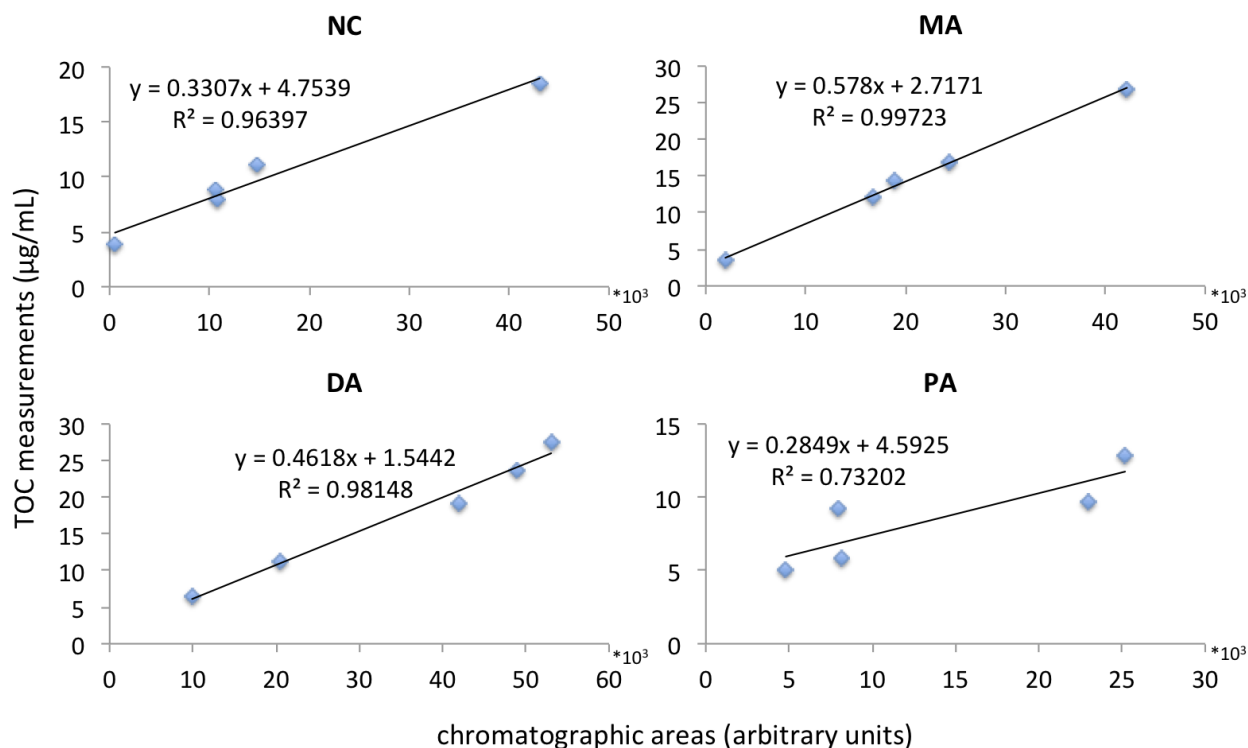 NC
y = 0.3307x + 4.7539
R² = 0.96397
20
15
10
5
0
0 10 20 30 40 50
*10³
MA
y = 0.578x + 2.7171
R² = 0.99723
30
25
20
15
10
5
0
0 10 20 30 40 50
*10³
TOC measurements (µg/mL)
DA
y = 0.4618x + 1.5442
R² = 0.98148
30
25
20
15
10
5
0
0 10 20 30 40 50 60
*10³
PA
y = 0.2849x + 4.5925
R² = 0.73202
15
10
5
0
0 5 10 15 20 25 30
*10³
chromatographic areas (arbitrary units)